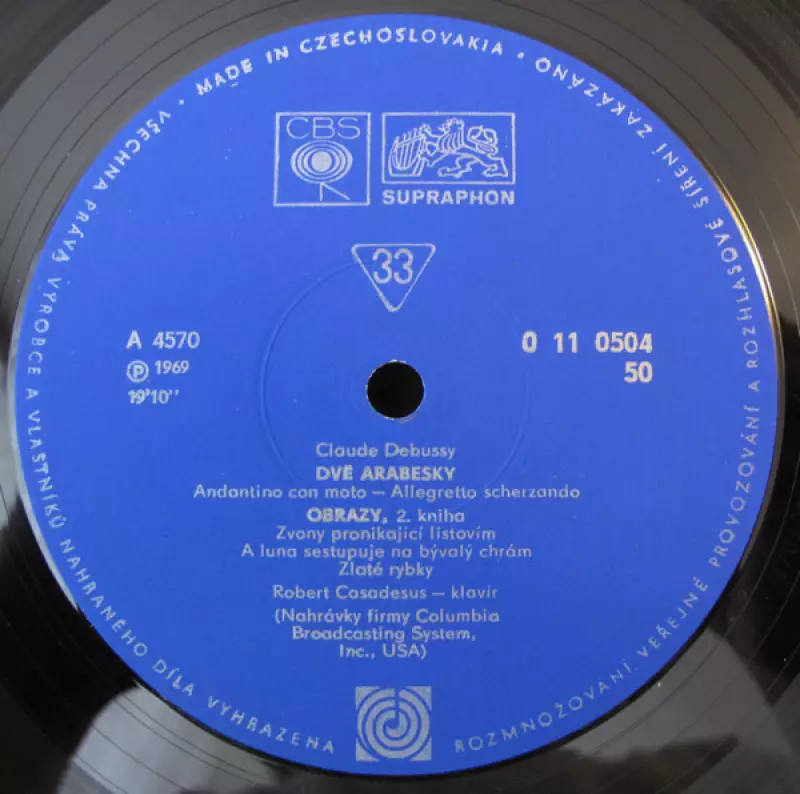 MADE IN CZECHOSLOVAKIA •
VŠECHNA PRÁVA VÝROBCE A VLASTNÍKŮ NAHRANÉHO DÍLA VYHRAZENA
ROZMNOŽOVÁNÍ, VEŘEJNÉ PROVOZOVÁNÍ A ROZHLASOVÉ ŠÍŘENÍ ZAKÁZÁNO •
CBS
SUPRAPHON
33
A 4570
Ⓟ 1969
19'10''
0 11 0504
50
Claude Debussy
DVĚ ARABESKY
Andantino con moto – Allegretto scherzando
OBRAZY, 2. kniha
Zvony pronikající listovím
A luna sestupuje na bývalý chrám
Zlaté rybky
Robert Casadesus – klavír
(Nahrávky firmy Columbia
Broadcasting System,
Inc., USA)